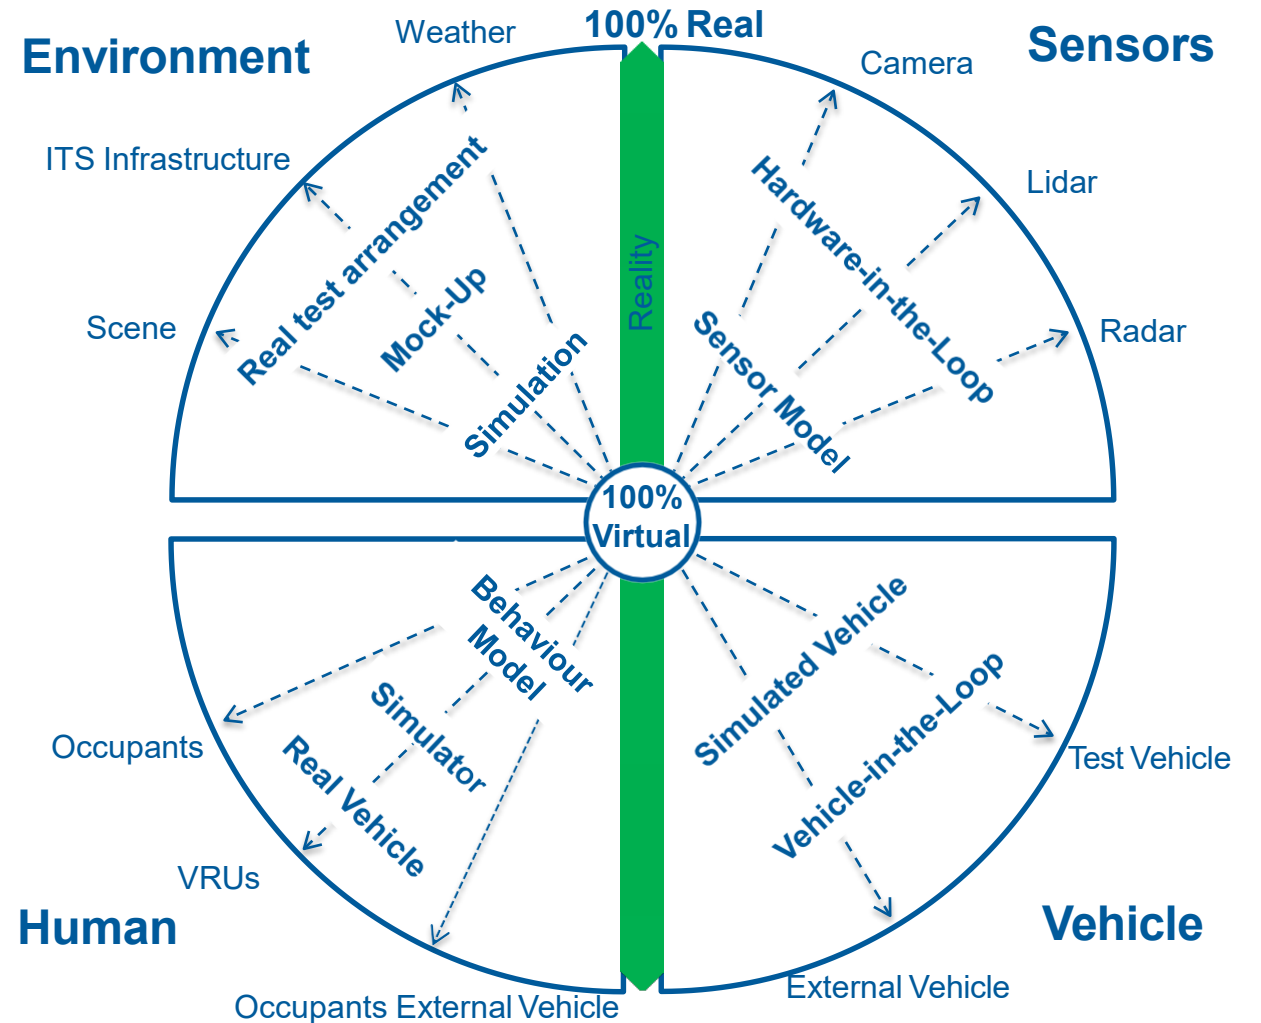 Environment
Weather
100% Real
Sensors
Camera
ITS Infrastructure
Lidar
Scene
Radar
Real test arrangement
Mock-Up
Simulation
Reality
Hardware-in-the-Loop
Sensor Model
100%
Virtual
Behaviour
Model
Simulator
Real Vehicle
Simulated Vehicle
Vehicle-in-the-Loop
Occupants
Test Vehicle
VRUs
Human
Vehicle
Occupants External Vehicle
External Vehicle